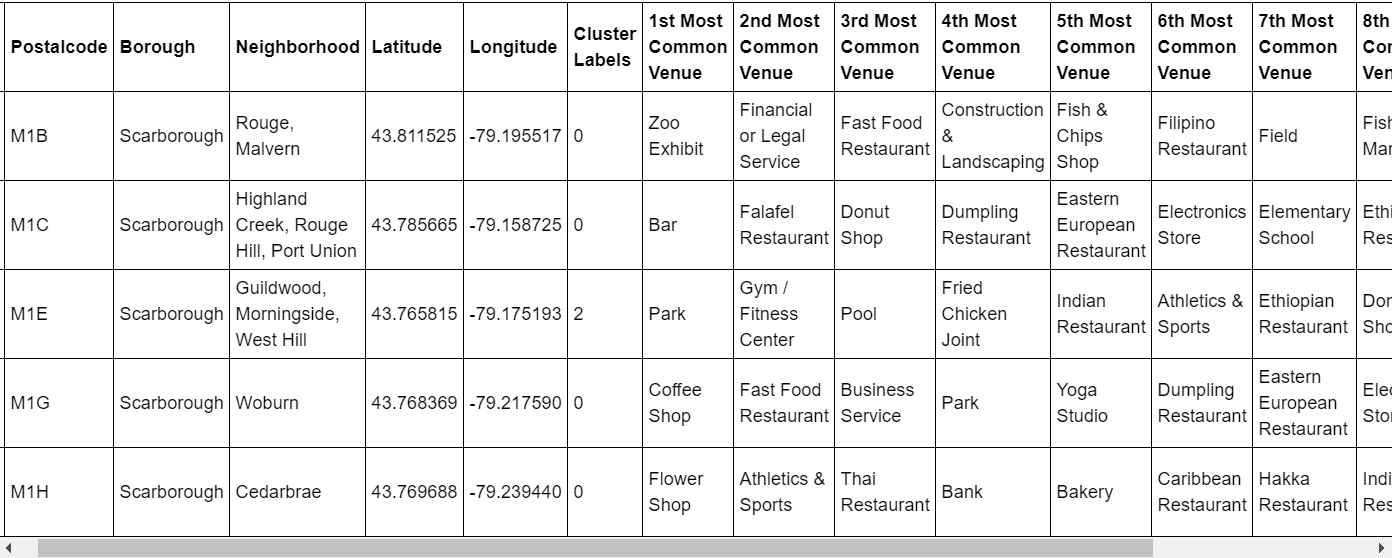 Postalcode Borough Neighborhood Latitude Longitude Cluster Labels 1st Most Common Venue 2nd Most Common Venue 3rd Most Common Venue 4th Most Common Venue 5th Most Common Venue 6th Most Common Venue 7th Most Common Venue 8th
M1B Scarborough Rouge, Malvern 43.811525 -79.195517 0 Zoo Exhibit Financial or Legal Service Fast Food Restaurant Construction & Landscaping Fish & Chips Shop Filipino Restaurant Field
M1C Scarborough Highland Creek, Rouge Hill, Port Union 43.785665 -79.158725 0 Bar Falafel Restaurant Donut Shop Dumpling Restaurant Eastern European Restaurant Electronics Store Elementary School
M1E Scarborough Guildwood, Morningside, West Hill 43.765815 -79.175193 2 Park Gym / Fitness Center Pool Fried Chicken Joint Indian Restaurant Athletics & Sports Ethiopian Restaurant
M1G Scarborough Woburn 43.768369 -79.217590 0 Coffee Shop Fast Food Restaurant Business Service Park Yoga Studio Dumpling Restaurant Eastern European Restaurant
M1H Scarborough Cedarbrae 43.769688 -79.239440 0 Flower Shop Athletics & Sports Thai Restaurant Bank Bakery Caribbean Restaurant Hakka Restaurant